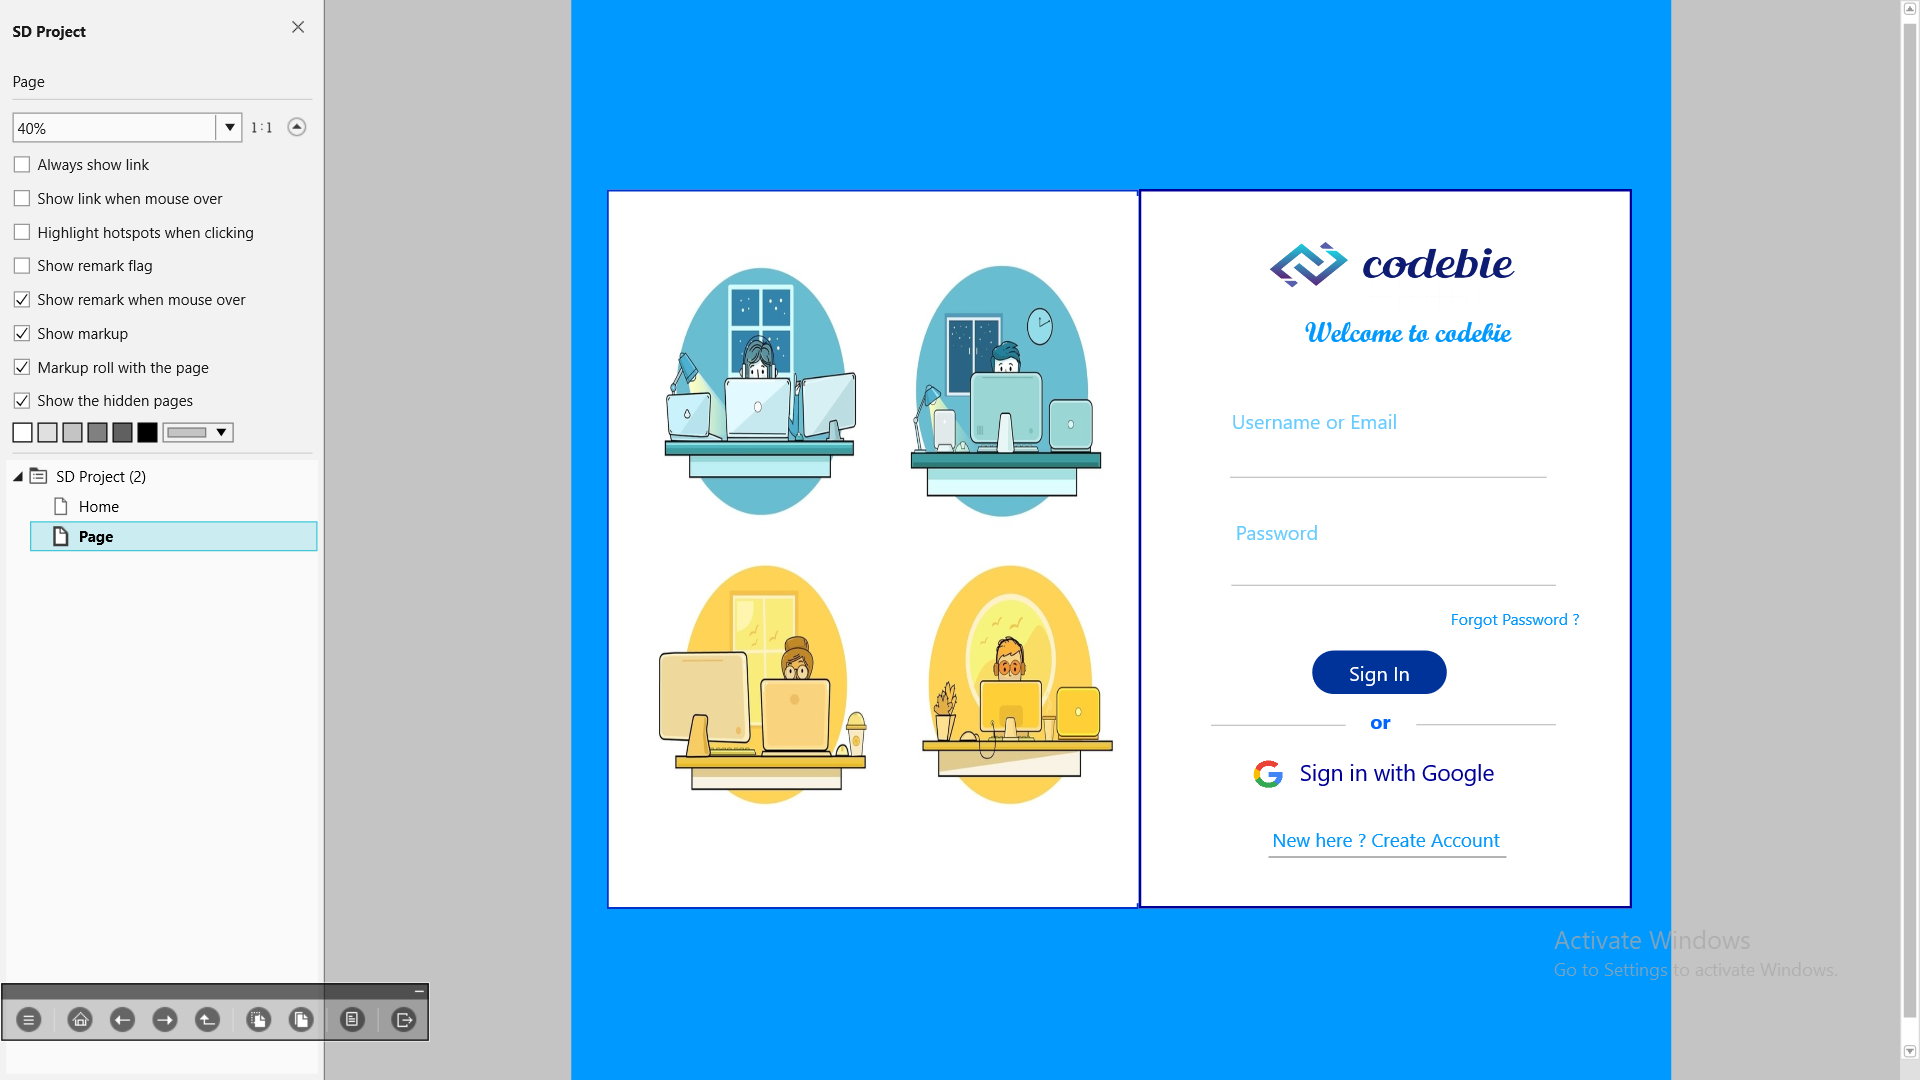 SD Project
Page
40%
1:1
Always show link
Show link when mouse over
Highlight hotspots when clicking
Show remark flag
Show remark when mouse over
Show markup
Markup roll with the page
Show the hidden pages
SD Project (2)
Home
Page
codebie
Welcome to codebie
Username or Email
Password
Forgot Password ?
Sign In
or
Sign in with Google
New here ? Create Account
Activate Windows
Go to Settings to activate Windows.